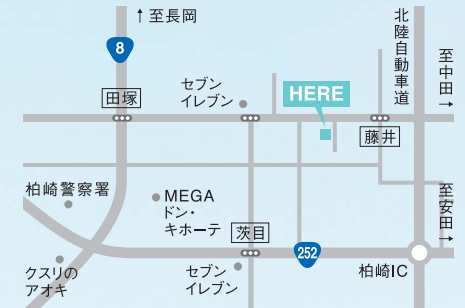 ↑至長岡
8
田塚
セブン
イレブン
HERE
北陸自動車道
至中田→
藤井
柏崎警察署
MEGA
ドン・
キホーテ
茨目
252
至安田→
クスリの
アオキ
セブン
イレブン
柏崎IC